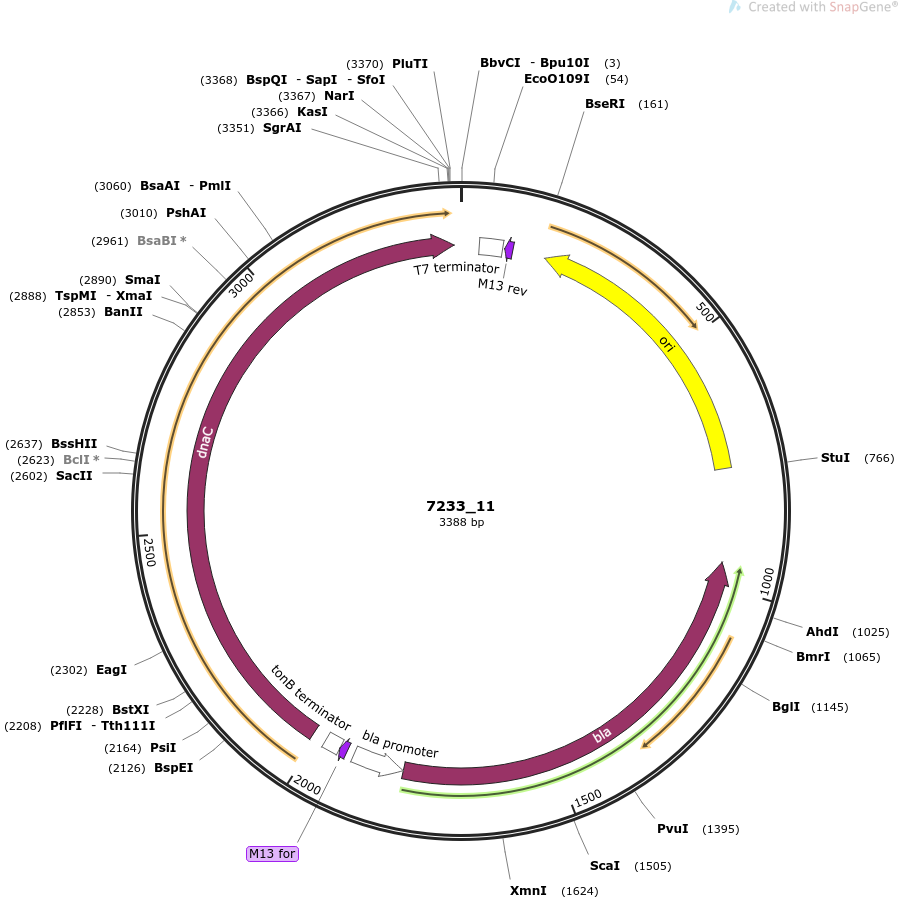 Created with SnapGene®
(3370) PluTI
(3368) BspQI - SapI - SfoI
(3367) NarI
(3366) KasI
(3351) SgrAI
BbvCI - Bpu10I (3)
EcoO109I (54)
BseRI (161)
(3060) BsaAI - PmlI
(3010) PshAI
(2961) BsaBI *
(2890) SmaI
(2888) TspMI - XmaI
(2853) BanII
(2637) BssHII
(2623) BclI *
(2602) SacII
(2302) EagI
(2228) BstXI
(2208) PflFI - Tth111I
(2164) PsiI
(2126) BspEI
StuI (766)
AhdI (1025)
BmrI (1065)
BglI (1145)
PvuI (1395)
ScaI (1505)
XmnI (1624)
T7 terminator
M13 rev
ori
dnaC
7233_11
3388 bp
tonB terminator
bla promoter
bla
M13 for
500
1000
1500
2000
2500
3000